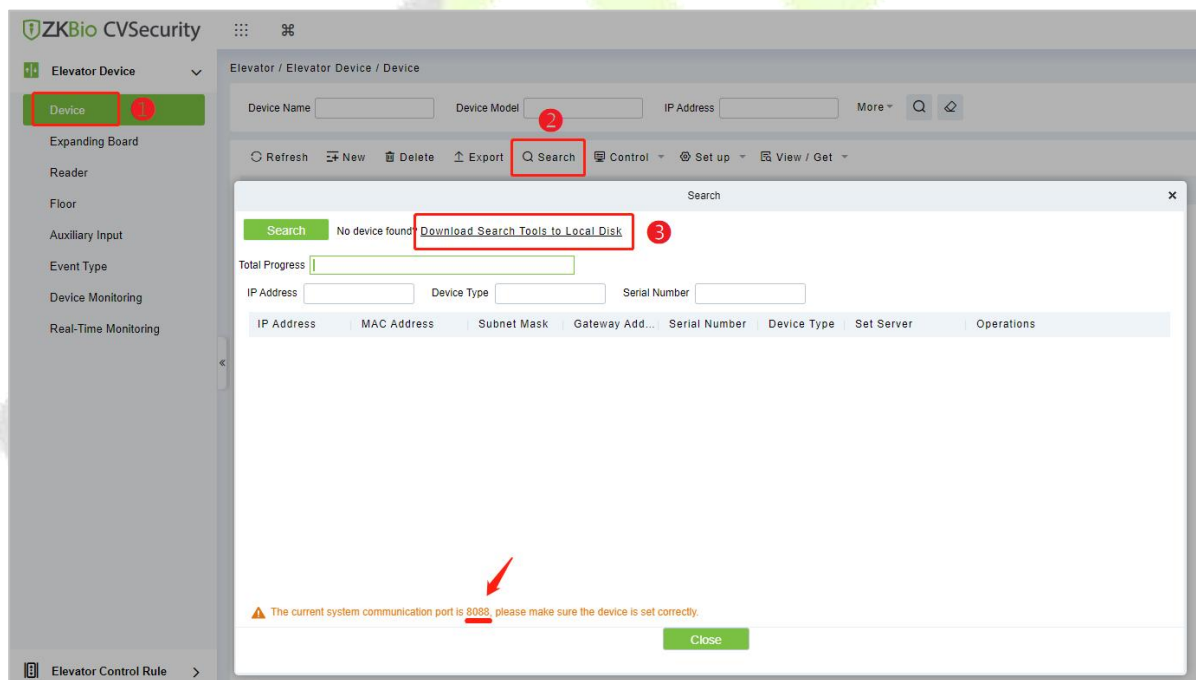 ZKBio CVSecurity
Elevator Device
Elevator / Elevator Device / Device
Device
1
Expanding Board
Reader
Floor
Auxiliary Input
Event Type
Device Monitoring
Real-Time Monitoring
Elevator Control Rule
Device Name
Device Model
IP Address
More
2
Refresh New Delete Export Search Control Set up View / Get
Search
Search No device found? Download Search Tools to Local Disk 3
Total Progress
IP Address Device Type Serial Number
IP Address MAC Address Subnet Mask Gateway Add... Serial Number Device Type Set Server Operations
The current system communication port is 8088, please make sure the device is set correctly.
Close